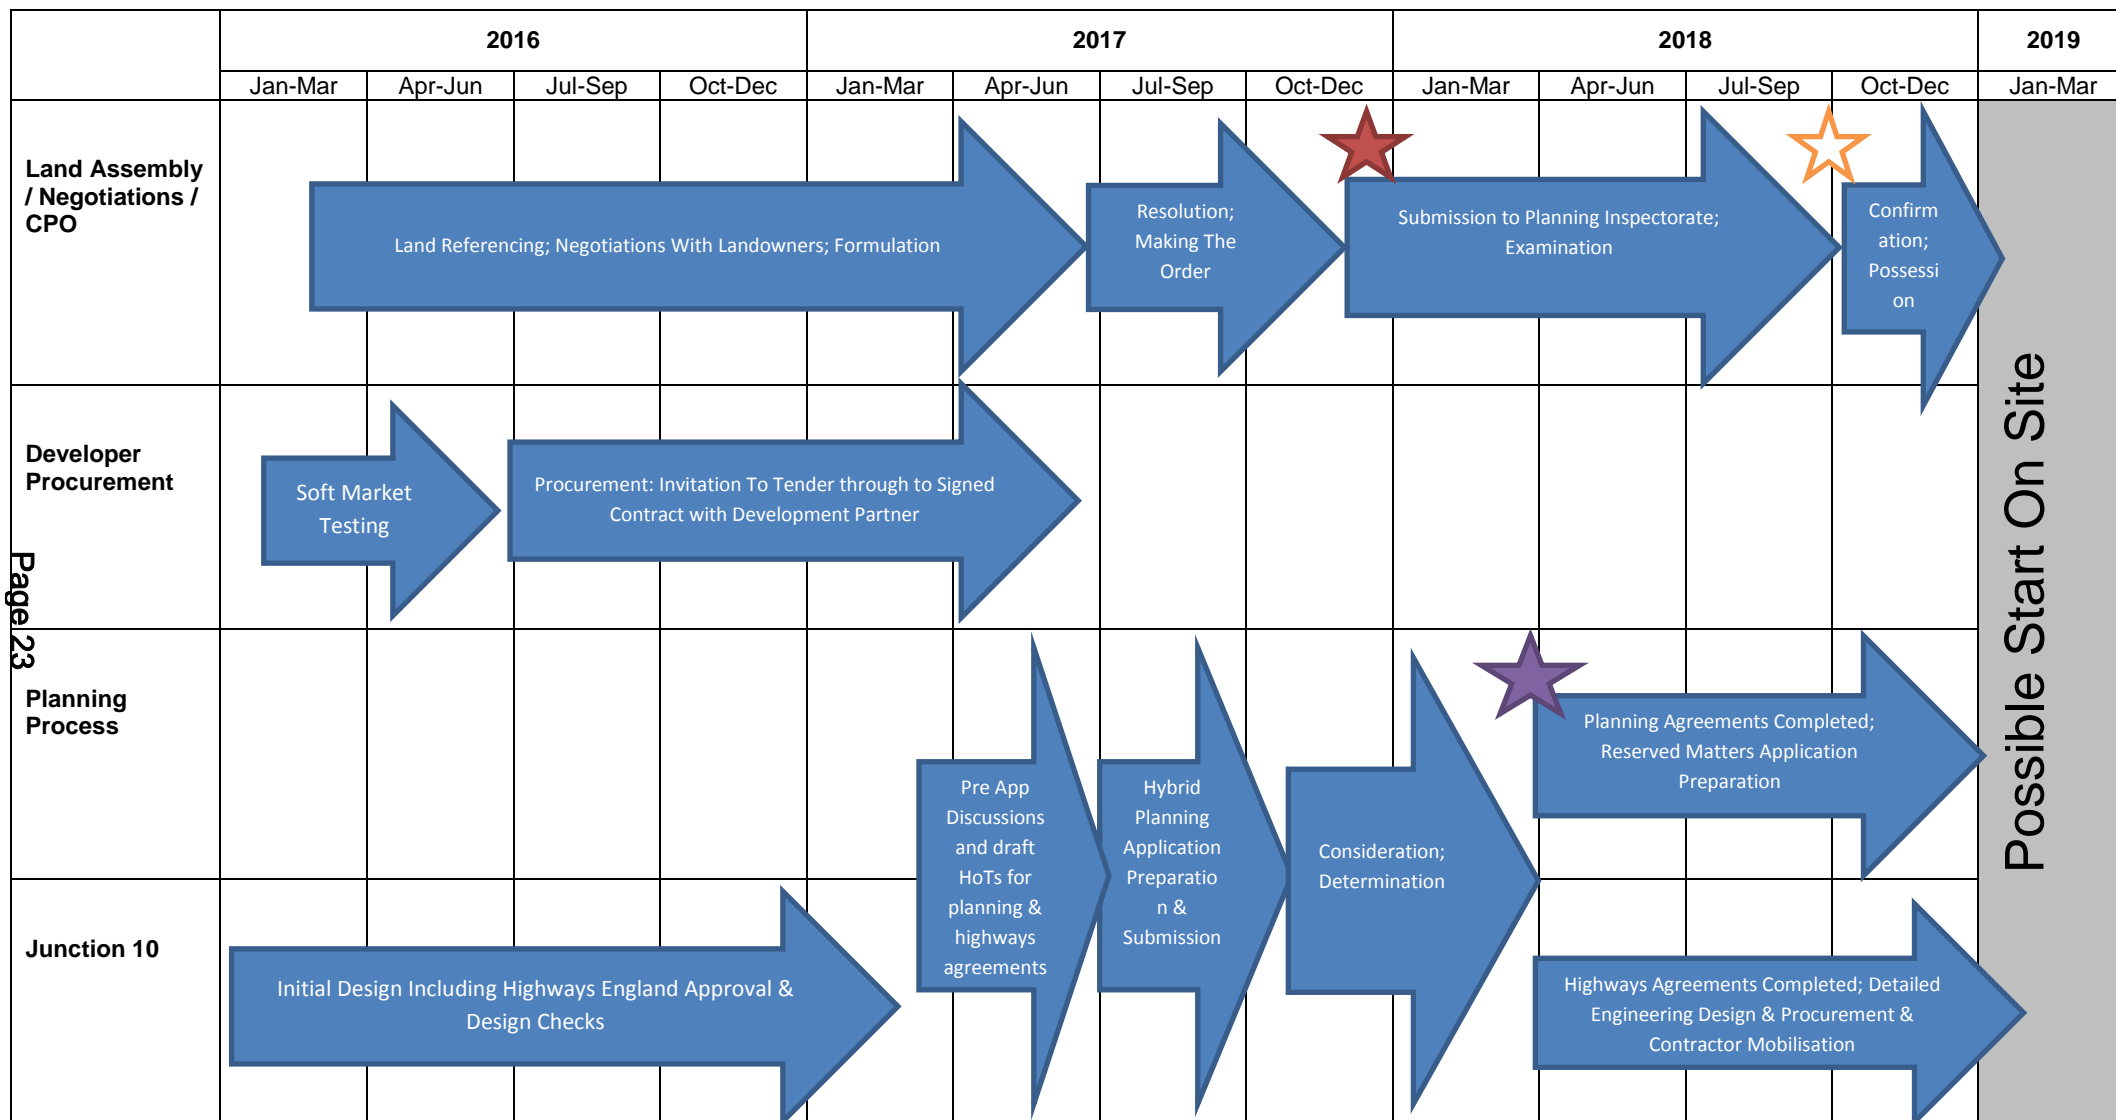 2016 2017 2018 2019
Jan-Mar Apr-Jun Jul-Sep Oct-Dec Jan-Mar Apr-Jun Jul-Sep Oct-Dec Jan-Mar Apr-Jun Jul-Sep Oct-Dec Jan-Mar
Land Assembly
/ Negotiations /
CPO
Land Referencing; Negotiations With Landowners; Formulation
Resolution;
Making The
Order
Submission to Planning Inspectorate;
Examination
Confirm
ation;
Possessi
on
Developer
Procurement
Soft Market
Testing
Procurement: Invitation To Tender through to Signed
Contract with Development Partner
Planning
Process
Pre App
Discussions
and draft
HoTs for
planning &
highways
agreements
Hybrid
Planning
Application
Preparatio
n &
Submission
Consideration;
Determination
Planning Agreements Completed;
Reserved Matters Application
Preparation
Junction 10
Initial Design Including Highways England Approval &
Design Checks
Highways Agreements Completed; Detailed
Engineering Design & Procurement &
Contractor Mobilisation
Possible Start On Site
Page 23